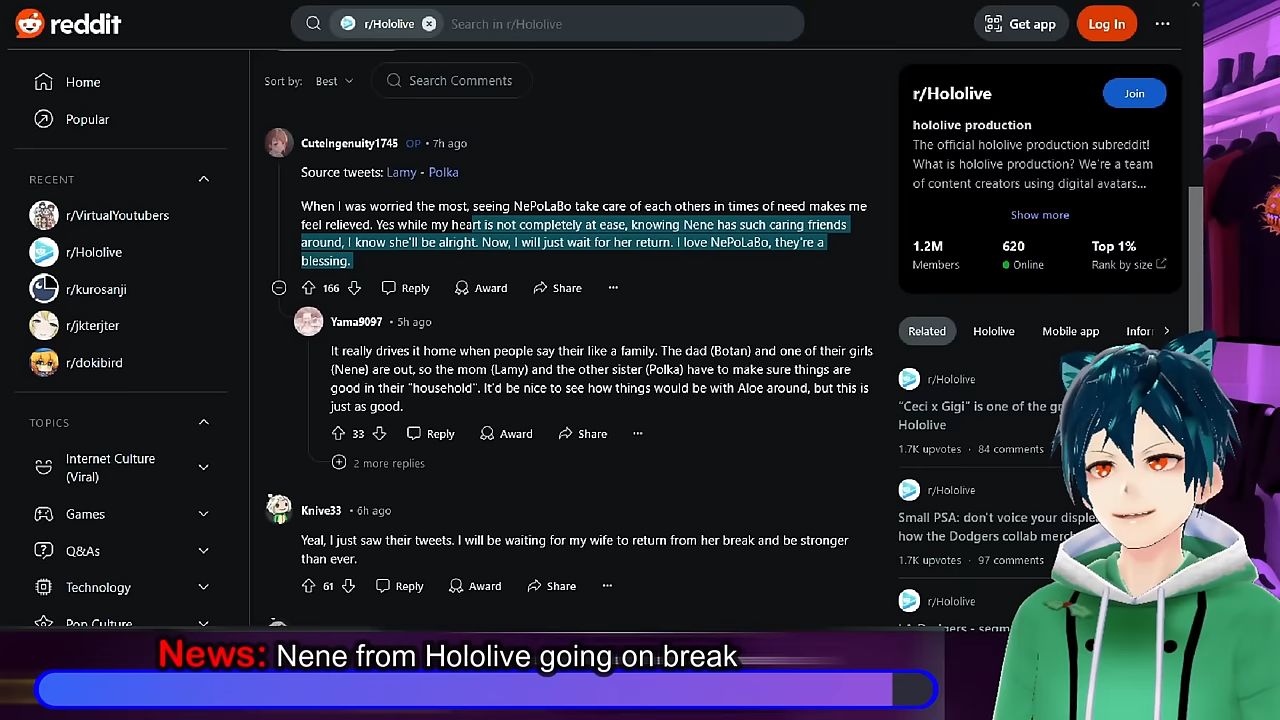 reddit
r/Hololive
Search in r/Hololive
Get app
Log In
Home
Popular
RECENT
r/VirtualYoutubers
r/Hololive
r/kurosanji
r/jkterjter
r/dokibird
TOPICS
Internet Culture
(Viral)
Games
Q&As
Technology
Pop Culture
Sort by:
Best
Search Comments
CuteIngenuity1745 OP • 7h ago
Source tweets: Lamy - Polka
When I was worried the most, seeing NePoLaBo take care of each others in times of need makes me
feel relieved. Yes while my heart is not completely at ease, knowing Nene has such caring friends
around, I know she'll be alright. Now, I will just wait for her return. I love NePoLaBo, they're a
blessing.
166
Reply
Award
Share
Yama9097 • 5h ago
It really drives it home when people say their like a family. The dad (Botan) and one of their girls
(Nene) are out, so the mom (Lamy) and the other sister (Polka) have to make sure things are
good in their "household". It'd be nice to see how things would be with Aloe around, but this is
just as good.
33
Reply
Award
Share
2 more replies
Knive33 • 6h ago
Yeal, I just saw their tweets. I will be waiting for my wife to return from her break and be stronger
than ever.
61
Reply
Award
Share
r/Hololive
Join
hololive production
The official hololive production subreddit!
What is hololive production? We're a team
of content creators using digital avatars...
Show more
1.2M
Members
620
Online
Top 1%
Rank by size
Related
Hololive
Mobile app
Infor
r/Hololive
"Ceci x Gigi" is one of the gr
Hololive
1.7K upvotes • 84 comments
r/Hololive
Small PSA: don't voice your disple
how the Dodgers collab merch
1.7K upvotes • 97 comments
r/Hololive
News: Nene from Hololive going on break